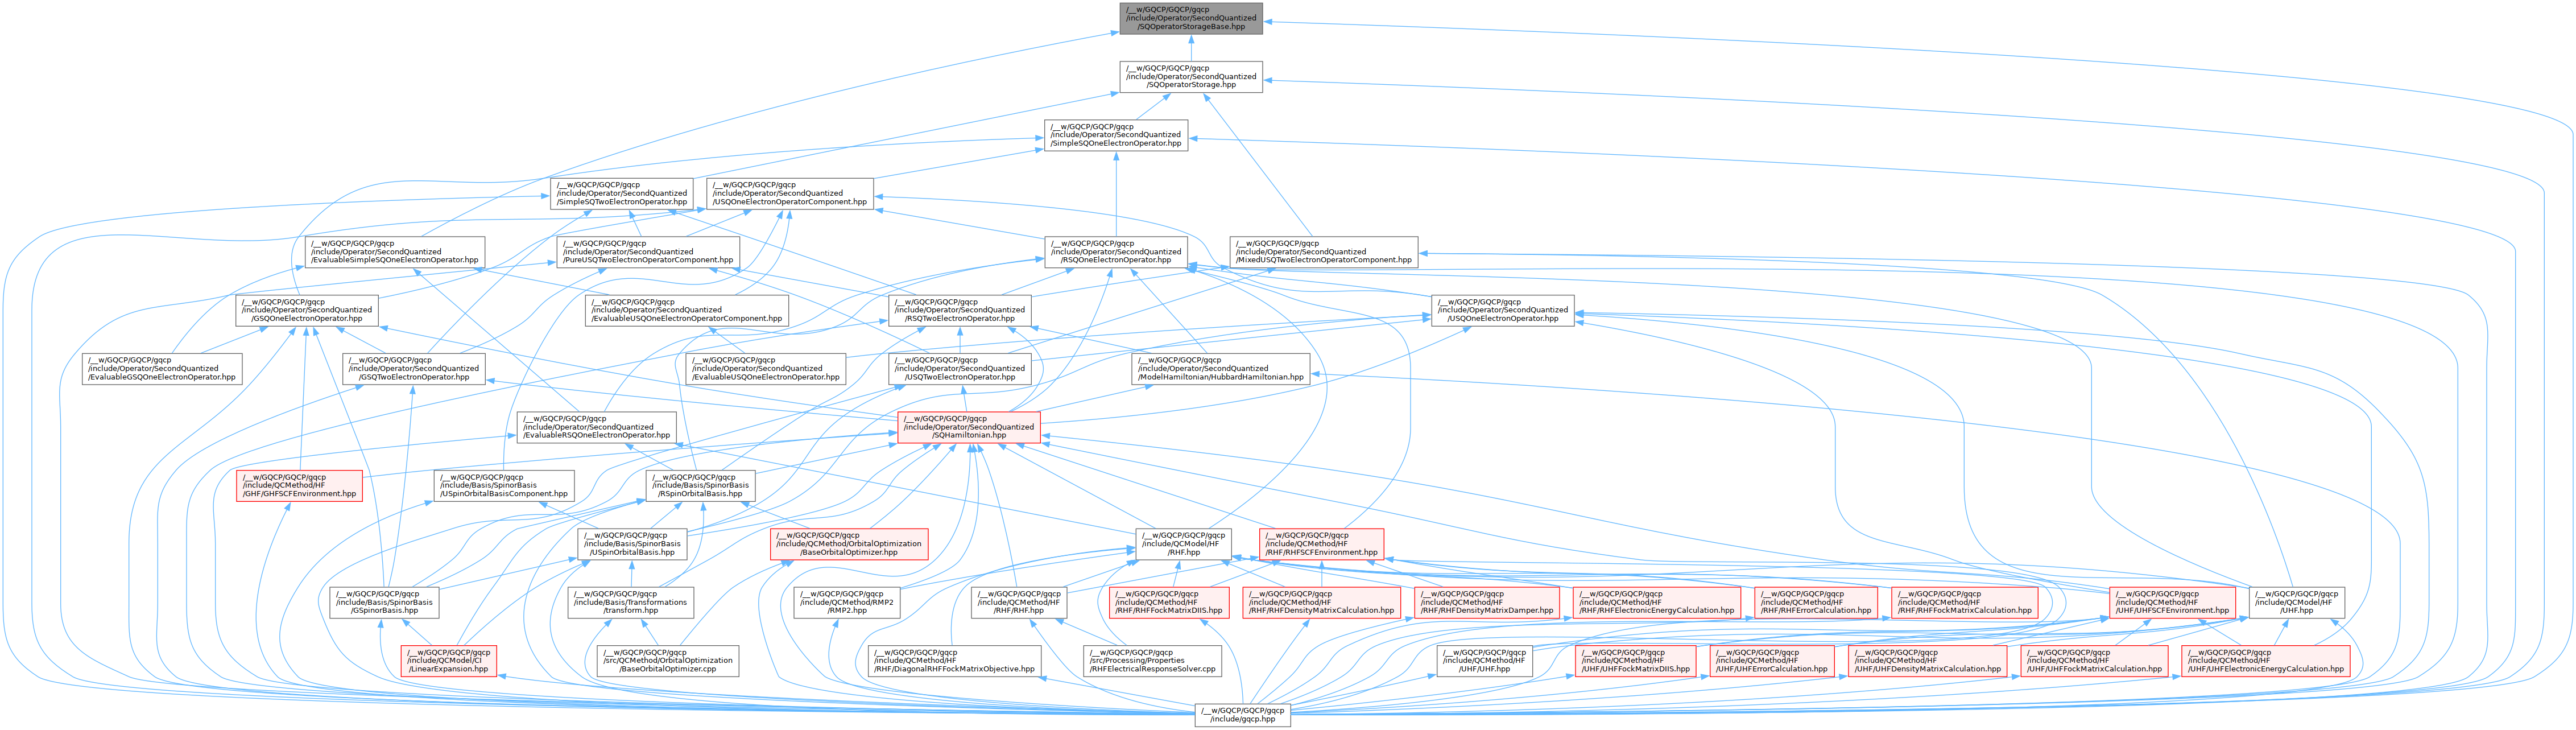 /__w/GQCP/GQCP/gqcp
/include/Operator/SecondQuantized
/SQOperatorStorageBase.hpp
/__w/GQCP/GQCP/gqcp
/include/Operator/SecondQuantized
/SQOperatorStorage.hpp
/__w/GQCP/GQCP/gqcp
/include/Operator/SecondQuantized
/SimpleSQOneElectronOperator.hpp
/__w/GQCP/GQCP/gqcp
/include/Operator/SecondQuantized
/SimpleSQTwoElectronOperator.hpp
/__w/GQCP/GQCP/gqcp
/include/Operator/SecondQuantized
/USQOneElectronOperatorComponent.hpp
/__w/GQCP/GQCP/gqcp
/include/Operator/SecondQuantized
/EvaluableSimpleSQOneElectronOperator.hpp
/__w/GQCP/GQCP/gqcp
/include/Operator/SecondQuantized
/PureUSQTwoElectronOperatorComponent.hpp
/__w/GQCP/GQCP/gqcp
/include/Operator/SecondQuantized
/RSQOneElectronOperator.hpp
/__w/GQCP/GQCP/gqcp
/include/Operator/SecondQuantized
/MixedUSQTwoElectronOperatorComponent.hpp
/__w/GQCP/GQCP/gqcp
/include/Operator/SecondQuantized
/GSQOneElectronOperator.hpp
/__w/GQCP/GQCP/gqcp
/include/Operator/SecondQuantized
/EvaluableUSQOneElectronOperatorComponent.hpp
/__w/GQCP/GQCP/gqcp
/include/Operator/SecondQuantized
/RSQTwoElectronOperator.hpp
/__w/GQCP/GQCP/gqcp
/include/Operator/SecondQuantized
/USQOneElectronOperator.hpp
/__w/GQCP/GQCP/gqcp
/include/Operator/SecondQuantized
/EvaluableGSQOneElectronOperator.hpp
/__w/GQCP/GQCP/gqcp
/include/Operator/SecondQuantized
/GSQTwoElectronOperator.hpp
/__w/GQCP/GQCP/gqcp
/include/Operator/SecondQuantized
/EvaluableUSQOneElectronOperator.hpp
/__w/GQCP/GQCP/gqcp
/include/Operator/SecondQuantized
/USQTwoElectronOperator.hpp
/__w/GQCP/GQCP/gqcp
/include/Operator/SecondQuantized
/ModelHamiltonian/HubbardHamiltonian.hpp
/__w/GQCP/GQCP/gqcp
/include/Operator/SecondQuantized
/EvaluableRSQOneElectronOperator.hpp
/__w/GQCP/GQCP/gqcp
/include/Operator/SecondQuantized
/SQHamiltonian.hpp
/__w/GQCP/GQCP/gqcp
/include/QCMethod/HF
/GHF/GHFSCFEnvironment.hpp
/__w/GQCP/GQCP/gqcp
/include/Basis/SpinorBasis
/USpinOrbitalBasisComponent.hpp
/__w/GQCP/GQCP/gqcp
/include/Basis/SpinorBasis
/RSpinOrbitalBasis.hpp
/__w/GQCP/GQCP/gqcp
/include/Basis/SpinorBasis
/USpinOrbitalBasis.hpp
/__w/GQCP/GQCP/gqcp
/include/QCMethod/OrbitalOptimization
/BaseOrbitalOptimizer.hpp
/__w/GQCP/GQCP/gqcp
/include/QCModel/HF
/RHF.hpp
/__w/GQCP/GQCP/gqcp
/include/QCMethod/HF
/RHF/RHFSCFEnvironment.hpp
/__w/GQCP/GQCP/gqcp
/include/Basis/SpinorBasis
/GSpinorBasis.hpp
/__w/GQCP/GQCP/gqcp
/include/Basis/Transformations
/transform.hpp
/__w/GQCP/GQCP/gqcp
/include/QCMethod/RMP2
/RMP2.hpp
/__w/GQCP/GQCP/gqcp
/include/QCMethod/HF
/RHF/RHF.hpp
/__w/GQCP/GQCP/gqcp
/include/QCMethod/HF
/RHF/RHFFockMatrixDIIS.hpp
/__w/GQCP/GQCP/gqcp
/include/QCMethod/HF
/RHF/RHFDensityMatrixCalculation.hpp
/__w/GQCP/GQCP/gqcp
/include/QCMethod/HF
/RHF/RHFDensityMatrixDamper.hpp
/__w/GQCP/GQCP/gqcp
/include/QCMethod/HF
/RHF/RHFElectronicEnergyCalculation.hpp
/__w/GQCP/GQCP/gqcp
/include/QCMethod/HF
/RHF/RHFErrorCalculation.hpp
/__w/GQCP/GQCP/gqcp
/include/QCMethod/HF
/RHF/RHFFockMatrixCalculation.hpp
/__w/GQCP/GQCP/gqcp
/include/QCMethod/HF
/UHF/UHFSCFEnvironment.hpp
/__w/GQCP/GQCP/gqcp
/include/QCModel/HF
/UHF.hpp
/__w/GQCP/GQCP/gqcp
/include/QCModel/CI
/LinearExpansion.hpp
/__w/GQCP/GQCP/gqcp
/src/QCMethod/OrbitalOptimization
/BaseOrbitalOptimizer.cpp
/__w/GQCP/GQCP/gqcp
/include/QCMethod/HF
/RHF/DiagonalRHFFockMatrixObjective.hpp
/__w/GQCP/GQCP/gqcp
/src/Processing/Properties
/RHFElectricalResponseSolver.cpp
/__w/GQCP/GQCP/gqcp
/include/QCMethod/HF
/UHF/UHF.hpp
/__w/GQCP/GQCP/gqcp
/include/QCMethod/HF
/UHF/UHFFockMatrixDIIS.hpp
/__w/GQCP/GQCP/gqcp
/include/QCMethod/HF
/UHF/UHFErrorCalculation.hpp
/__w/GQCP/GQCP/gqcp
/include/QCMethod/HF
/UHF/UHFDensityMatrixCalculation.hpp
/__w/GQCP/GQCP/gqcp
/include/QCMethod/HF
/UHF/UHFFockMatrixCalculation.hpp
/__w/GQCP/GQCP/gqcp
/include/QCMethod/HF
/UHF/UHFElectronicEnergyCalculation.hpp
/__w/GQCP/GQCP/gqcp
/include/gqcp.hpp